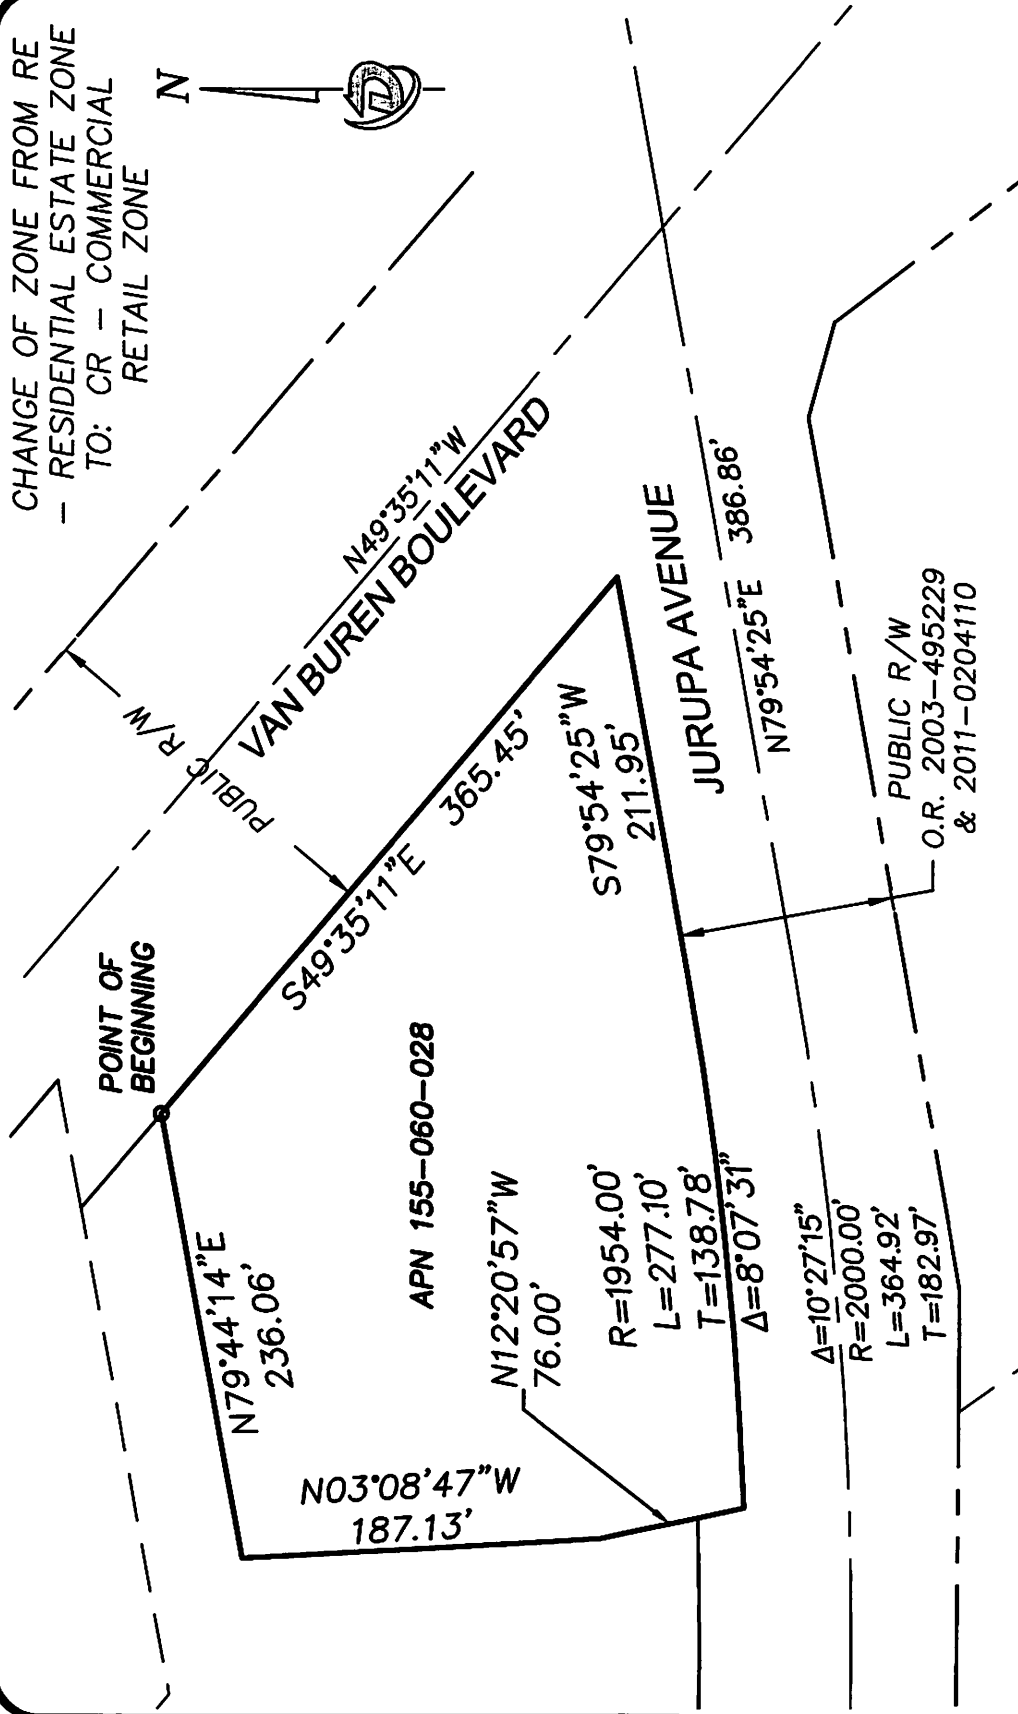 CHANGE OF ZONE FROM RE
– RESIDENTIAL ESTATE ZONE
TO: CR – COMMERCIAL
RETAIL ZONE
N
PUBLIC R/W
N49°35'11"W
VAN BUREN BOULEVARD
POINT OF
BEGINNING
S49°35'11"E
365.45'
N79°44'14"E
236.06'
APN 155-060-028
N03°08'47"W
187.13'
N12°20'57"W
76.00'
R=1954.00'
L=277.10'
T=138.78'
Δ=8°07'31"
S79°54'25"W
211.95'
JURUPA AVENUE
N79°54'25"E 386.86'
Δ=10°27'15"
R=2000.00'
L=364.92'
T=182.97'
PUBLIC R/W
O.R. 2003-495229
& 2011-0204110